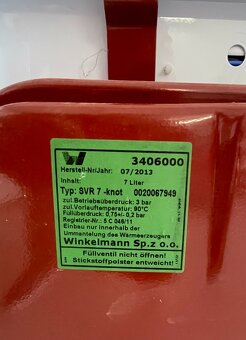 W
3406000
Herstell-Nr/Jahr: 07/2013
Inhalt: 7 Liter
Typ: SVR 7 -knot 0020067949
zul.Betriebsüberdruck: 3 bar
zul.Vorlauftemperatur: 90°C
Füllüberdruck: 0,75+/- 0,2 bar
Registrier-Nr.: 5 C 046/11
Einbau nur innerhalb der
Ummantelung des Wärmeerzeugers
Winkelmann Sp.z o.o.
Füllventil nicht öffnen!
Stickstoffpolster entweicht!